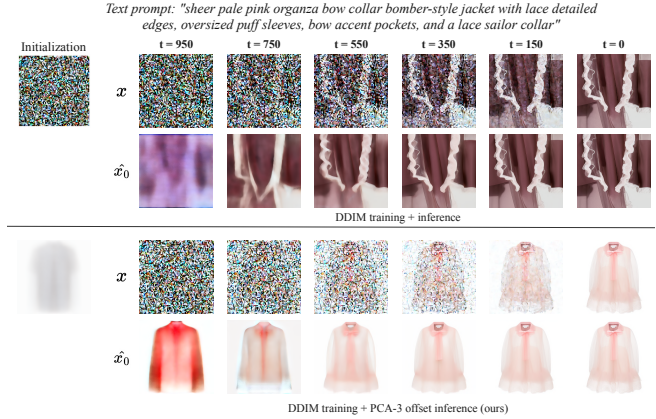 Text prompt: "sheer pale pink organza bow collar bomber-style jacket with lace detailed
edges, oversized puff sleeves, bow accent pockets, and a lace sailor collar"
Initialization
t = 950
t = 750
t = 550
t = 350
t = 150
t = 0
x
x̂₀
DDIM training + inference
x
x̂₀
DDIM training + PCA-3 offset inference (ours)